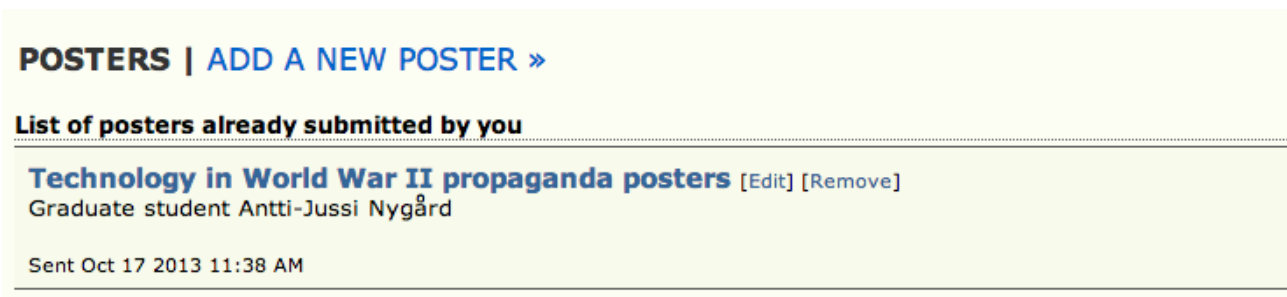 POSTERS | ADD A NEW POSTER »
List of posters already submitted by you
Technology in World War II propaganda posters [Edit] [Remove]
Graduate student Antti-Jussi Nygård
Sent Oct 17 2013 11:38 AM